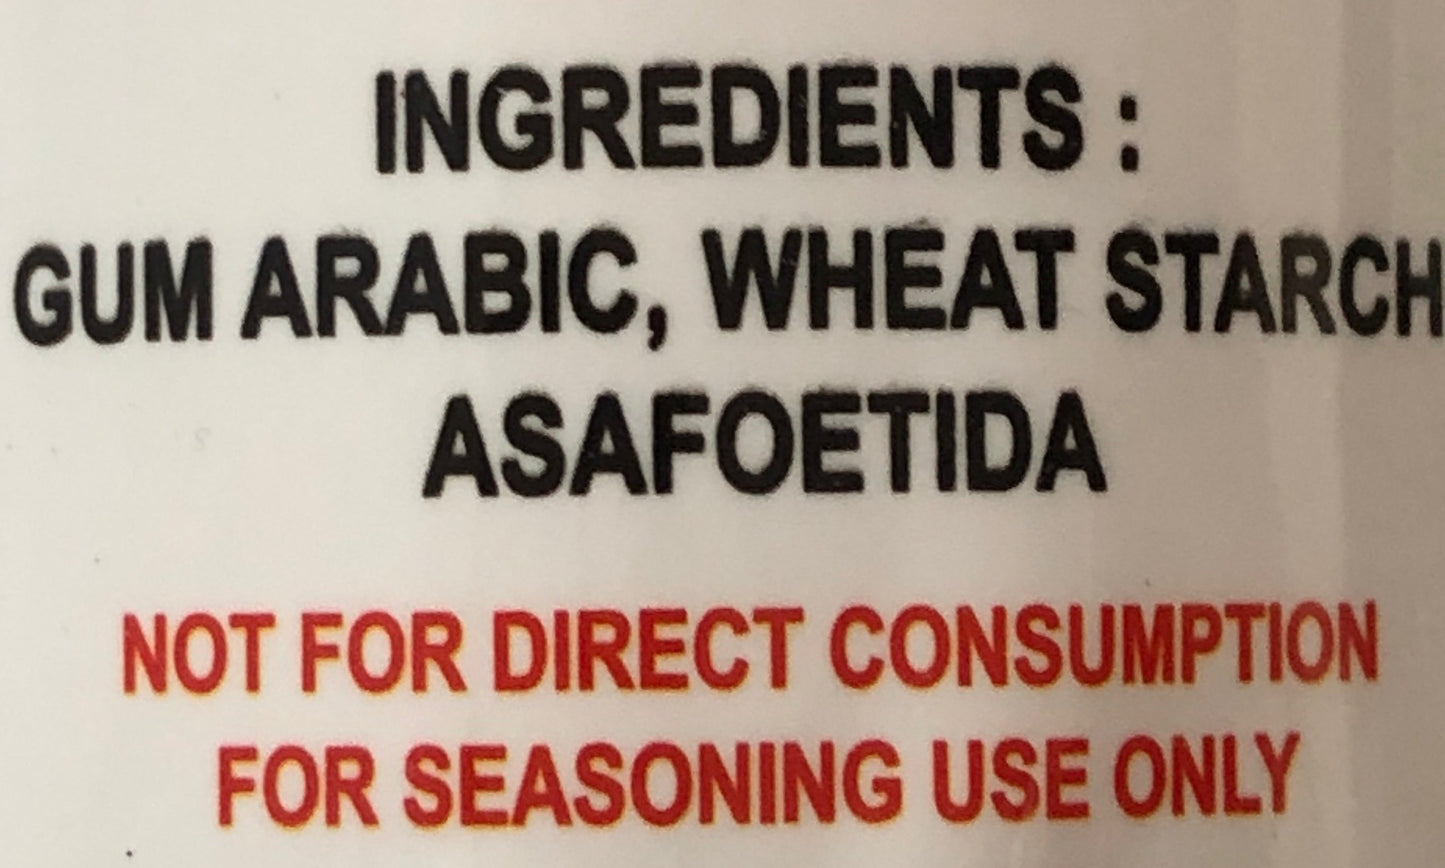 INGREDIENTS :
GUM ARABIC, WHEAT STARCH
ASAFOETIDA
NOT FOR DIRECT CONSUMPTION
FOR SEASONING USE ONLY